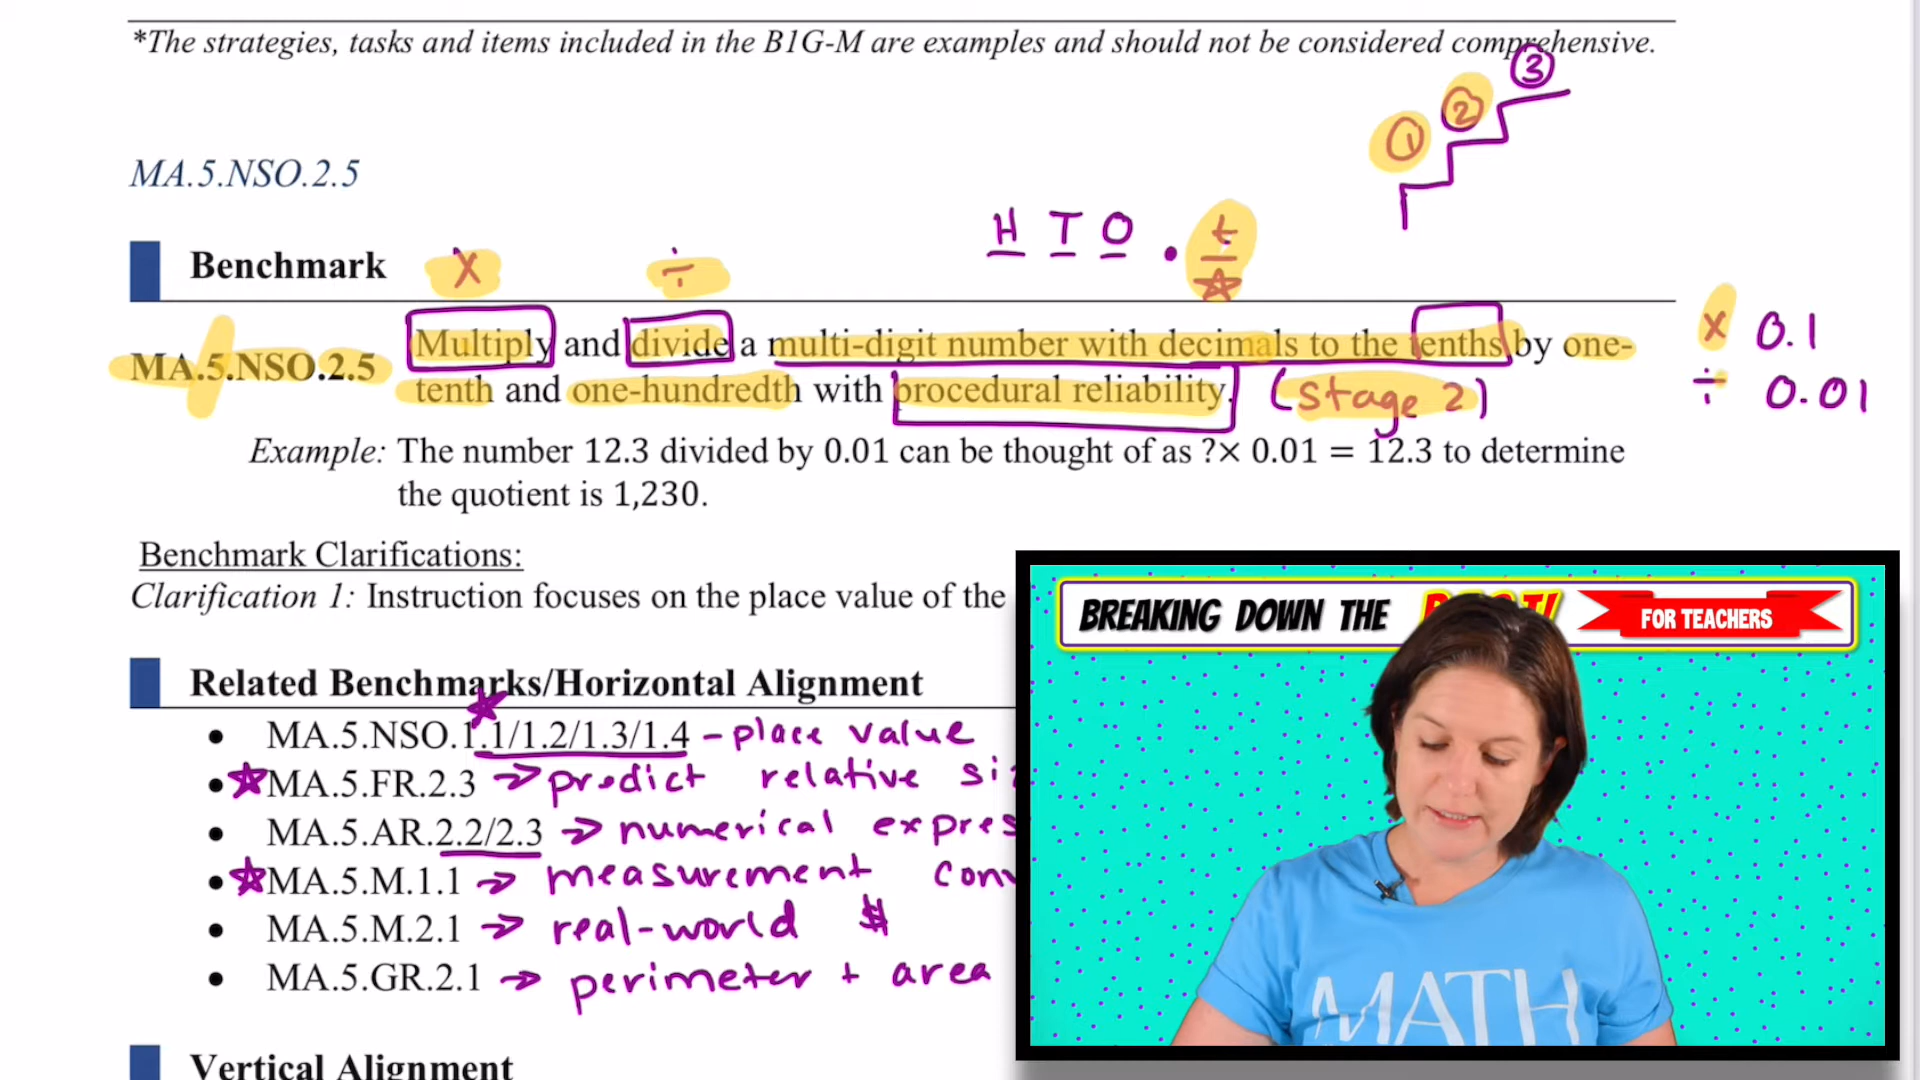 *The strategies, tasks and items included in the B1G-M are examples and should not be considered comprehensive.
3
2
1
MA.5.NSO.2.5
H T O . t
Benchmark X ÷
MA.5.NSO.2.5 Multiply and divide a multi-digit number with decimals to the tenths by one-
tenth and one-hundredth with procedural reliability. (Stage 2)
x 0.1
÷ 0.01
Example: The number 12.3 divided by 0.01 can be thought of as ?× 0.01 = 12.3 to determine
the quotient is 1,230.
Benchmark Clarifications:
Clarification 1: Instruction focuses on the place value of the
BREAKING DOWN THE
FOR TEACHERS
Related Benchmarks/Horizontal Alignment
• MA.5.NSO.1.1/1.2/1.3/1.4 - place value
• MA.5.FR.2.3 → predict relative
• MA.5.AR.2.2/2.3 → numerical expres
• MA.5.M.1.1 → measurement conv
• MA.5.M.2.1 → real-world $
• MA.5.GR.2.1 → perimeter + area
MATH
Vertical Alignment